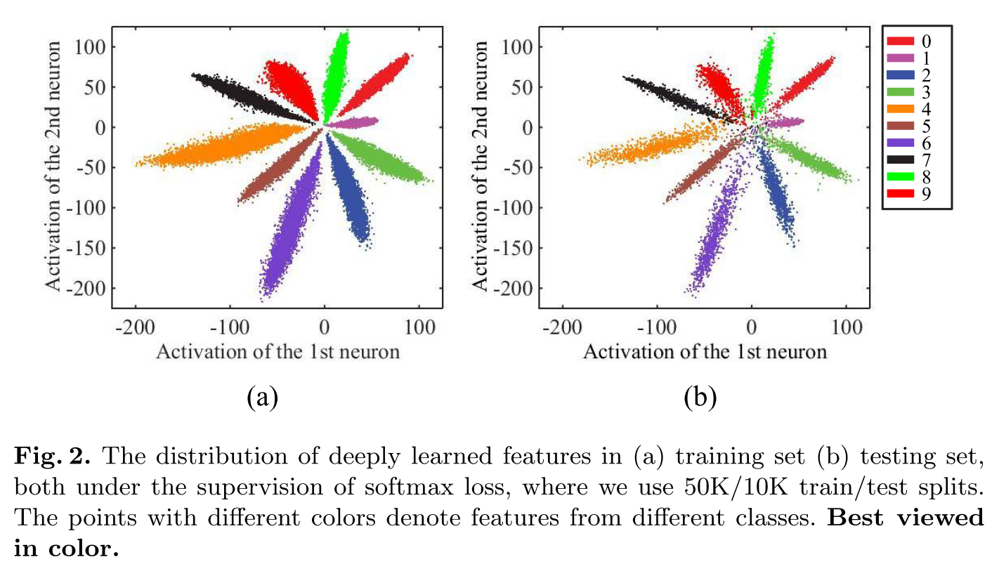 Activation of the 2nd neuron
100
50
0
-50
-100
-150
-200
-200 -100 0 100
Activation of the 1st neuron
(a)
Activation of the 2nd neuron
100
50
0
-50
-100
-150
-200
-200 -100 0 100
Activation of the 1st neuron
(b)
0
1
2
3
4
5
6
7
8
9
Fig. 2. The distribution of deeply learned features in (a) training set (b) testing set,
both under the supervision of softmax loss, where we use 50K/10K train/test splits.
The points with different colors denote features from different classes. Best viewed
in color.